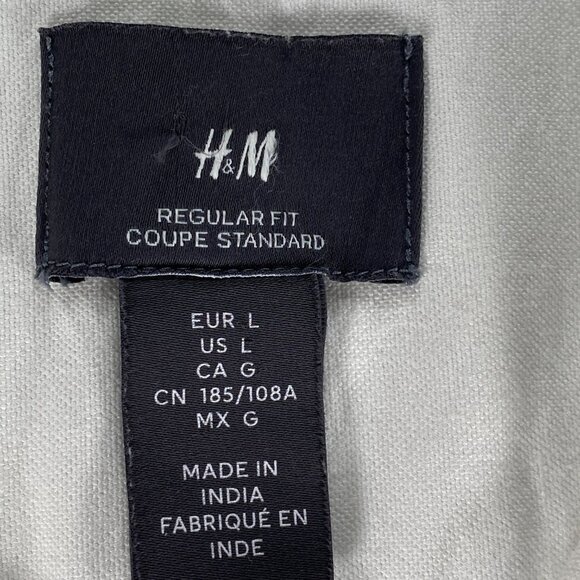 H&M
REGULAR FIT
COUPE STANDARD
EUR L
US L
CA G
CN 185/108A
MX G
MADE IN
INDIA
FABRIQUÉ EN
INDE